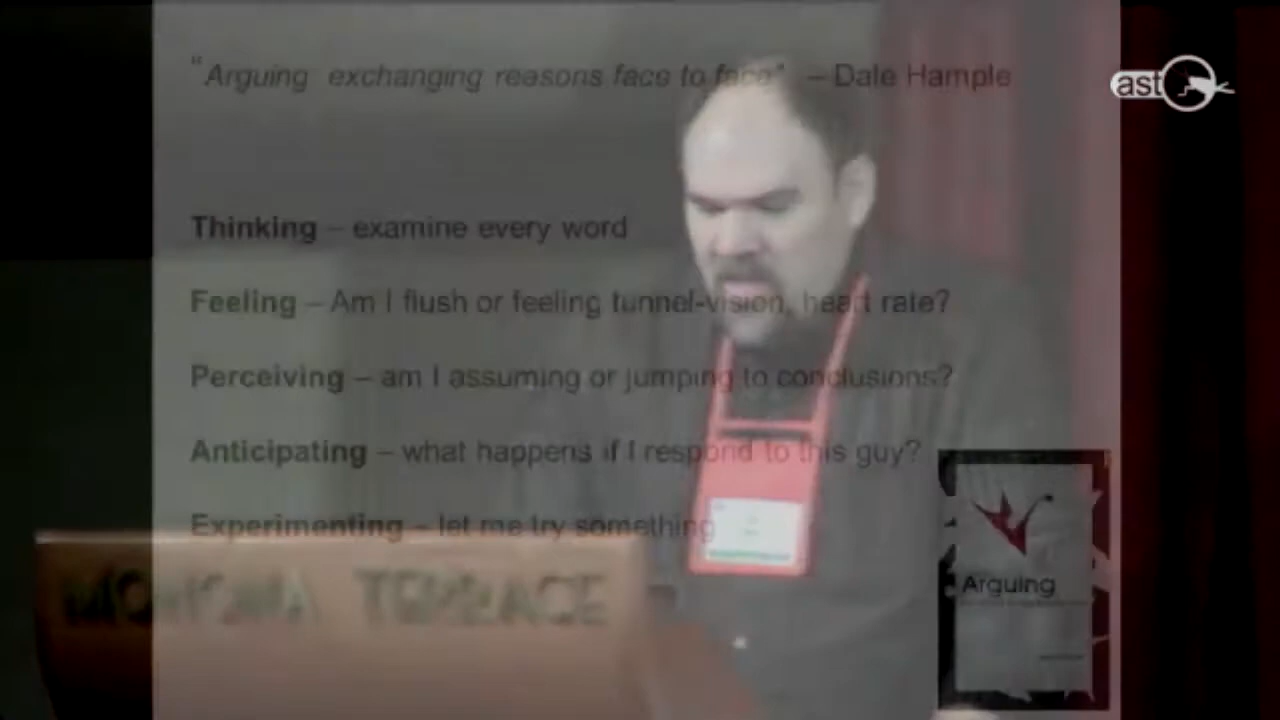 "Arguing exchanging reasons face to face" – Dale Hample
ast
Thinking – examine every word
Feeling – Am I flush or feeling tunnel-vision, heart rate?
Perceiving – am I assuming or jumping to conclusions?
Anticipating – what happens if I respond to this guy?
Experimenting – let me try something
Arguing
MONONA TERRACE